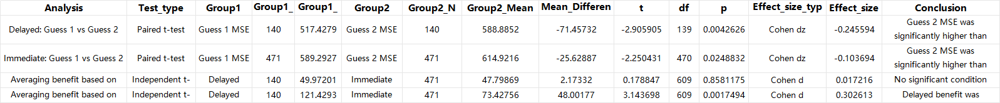 Analysis Test_type Group1 Group1_ Group1_ Group2 Group2_N Group2_Mean Mean_Differen t df p Effect_size_typ Effect_size Conclusion
Delayed: Guess 1 vs Guess 2 Paired t-test Guess 1 MSE 140 517.4279 Guess 2 MSE 140 588.8852 -71.45732 -2.905905 139 0.0042626 Cohen dz -0.245594 Guess 2 MSE was
significantly higher than
Immediate: Guess 1 vs Guess 2 Paired t-test Guess 1 MSE 471 589.2927 Guess 2 MSE 471 614.9216 -25.62887 -2.250431 470 0.0248832 Cohen dz -0.103694 Guess 2 MSE was
significantly higher than
Averaging benefit based on Independent t- Delayed 140 49.97201 Immediate 471 47.79869 2.17332 0.178847 609 0.8581175 Cohen d 0.017216 No significant condition
Averaging benefit based on Independent t- Delayed 140 121.4293 Immediate 471 73.42756 48.00177 3.143698 609 0.0017494 Cohen d 0.302613 Delayed benefit was